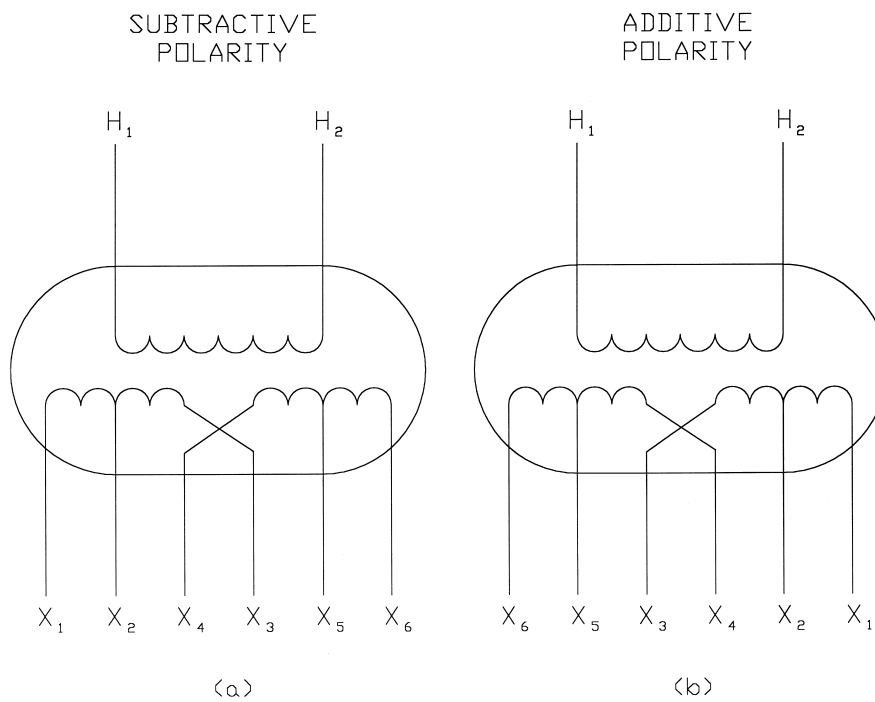 SUBTRACTIVE
POLARITY
H₁ H₂
X₁ X₂ X₄ X₃ X₅ X₆
(a)
ADDITIVE
POLARITY
H₁ H₂
X₆ X₅ X₃ X₄ X₂ X₁
(b)